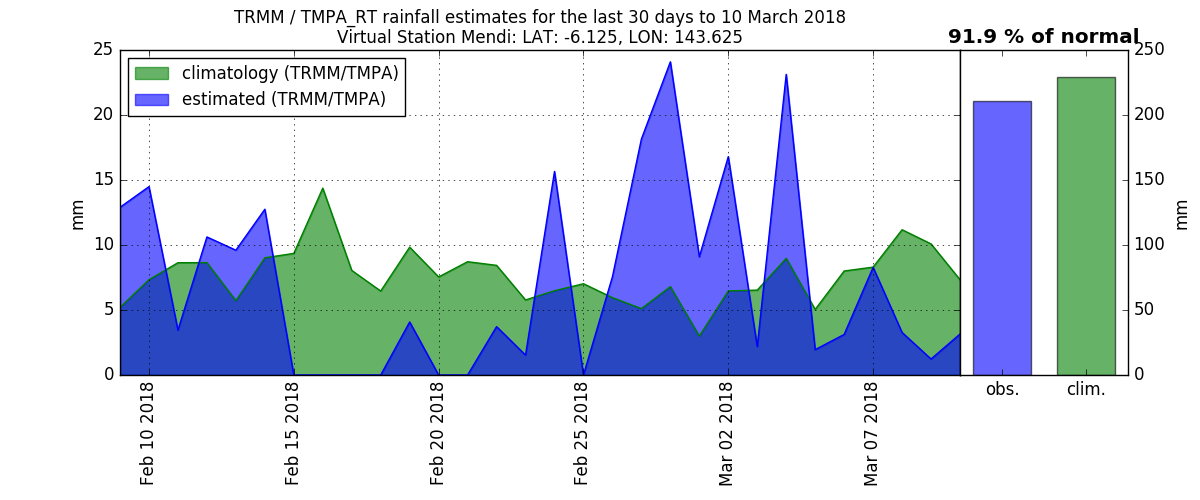 TRMM / TMPA_RT rainfall estimates for the last 30 days to 10 March 2018
Virtual Station Mendi: LAT: -6.125, LON: 143.625
91.9 % of normal
climatology (TRMM/TMPA)
estimated (TRMM/TMPA)
mm
25
20
15
10
5
0
Feb 10 2018
Feb 15 2018
Feb 20 2018
Feb 25 2018
Mar 02 2018
Mar 07 2018
obs.
clim.
250
200
150
100
50
0
mm